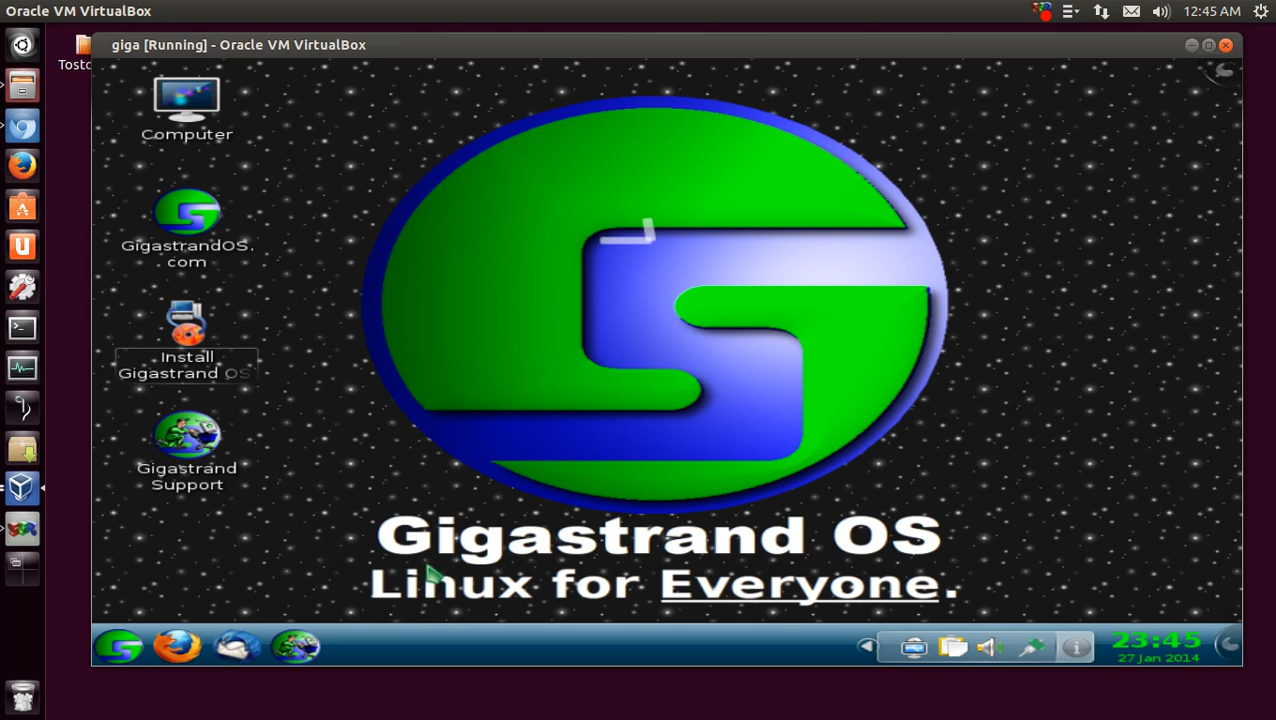 Oracle VM VirtualBox
12:45 AM
Tosto
giga [Running] - Oracle VM VirtualBox
Computer
GigastrandOS.
com
Install
Gigastrand OS
Gigastrand
Support
Gigastrand OS
Linux for Everyone.
23:45
27 Jan 2014